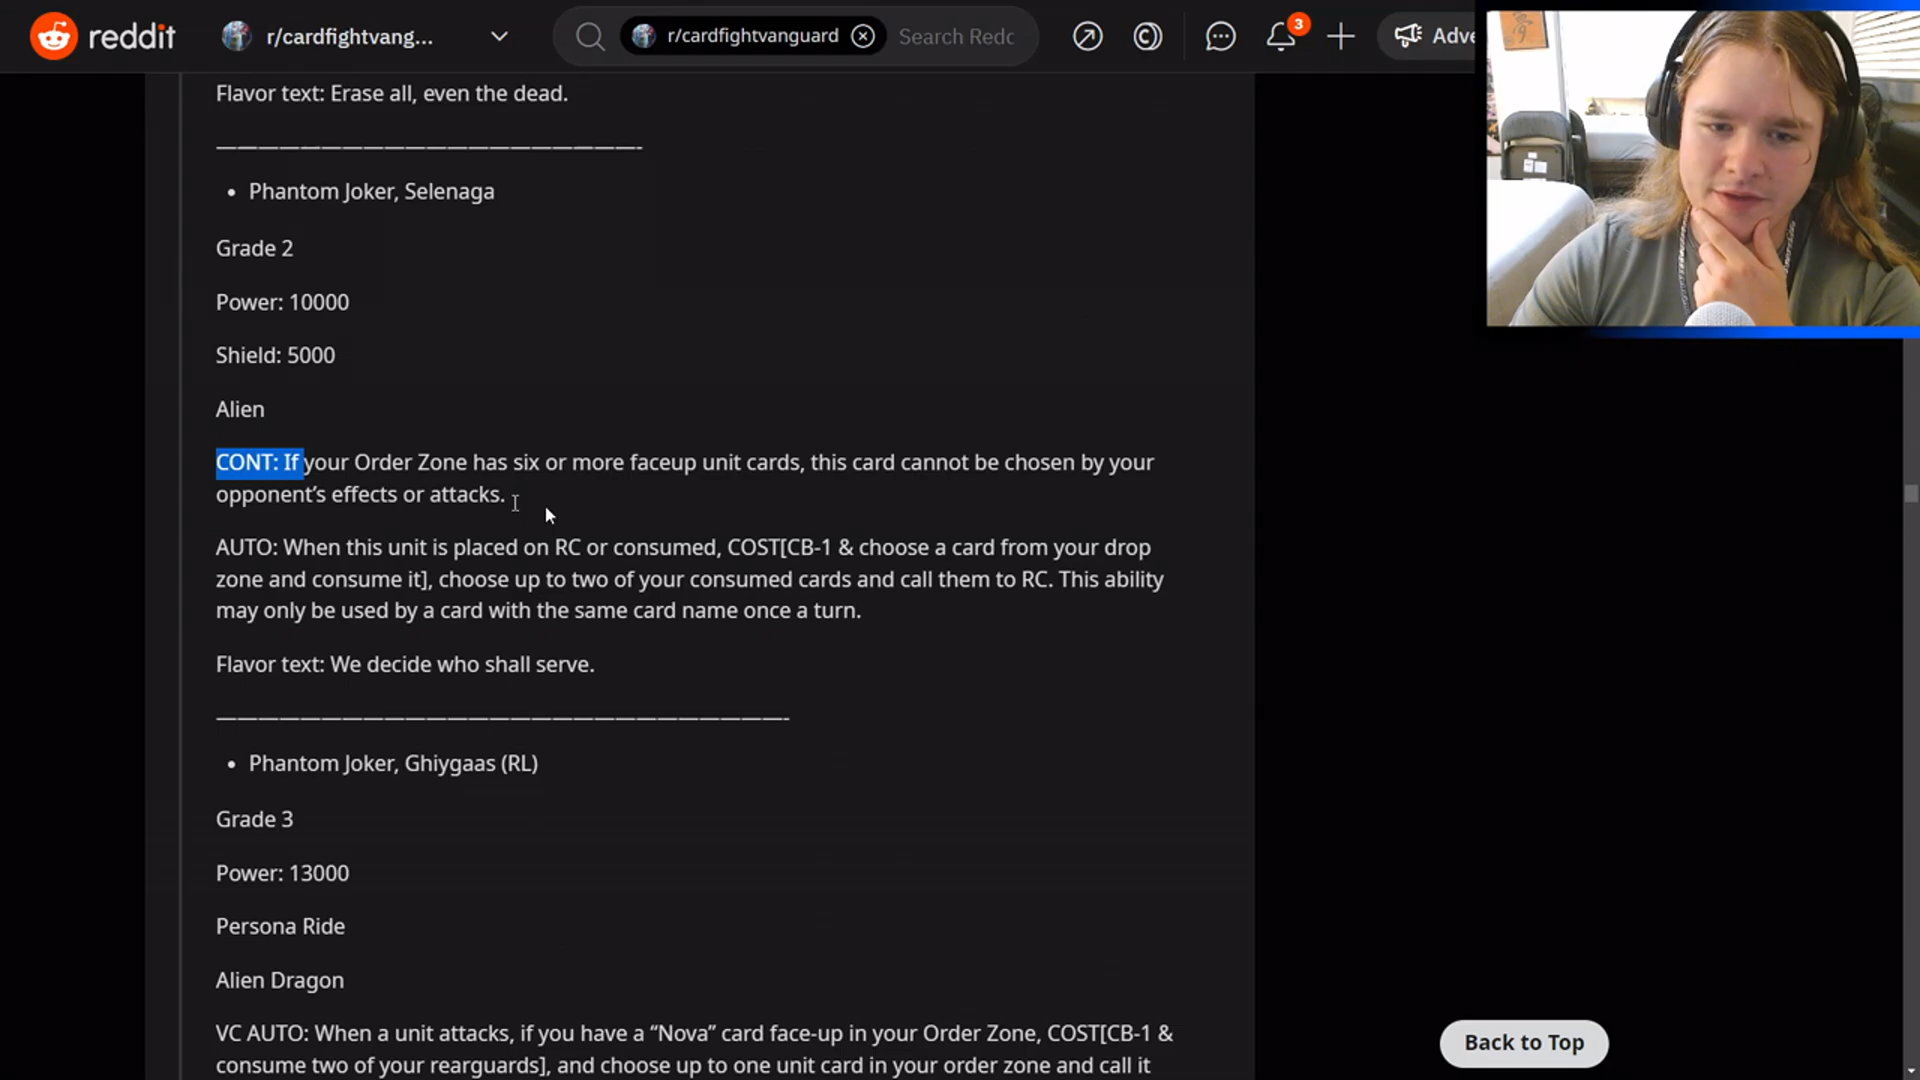 reddit
r/cardfightvang...
r/cardfightvanguard
Search Redc
3
Adve
Flavor text: Erase all, even the dead.
————————————————————-
• Phantom Joker, Selenaga
Grade 2
Power: 10000
Shield: 5000
Alien
CONT: If your Order Zone has six or more faceup unit cards, this card cannot be chosen by your
opponent’s effects or attacks.
AUTO: When this unit is placed on RC or consumed, COST[CB-1 & choose a card from your drop
zone and consume it], choose up to two of your consumed cards and call them to RC. This ability
may only be used by a card with the same card name once a turn.
Flavor text: We decide who shall serve.
———————————————————————————-
• Phantom Joker, Ghiygaas (RL)
Grade 3
Power: 13000
Persona Ride
Alien Dragon
VC AUTO: When a unit attacks, if you have a “Nova” card face-up in your Order Zone, COST[CB-1 &
consume two of your rearguards], and choose up to one unit card in your order zone and call it
Back to Top